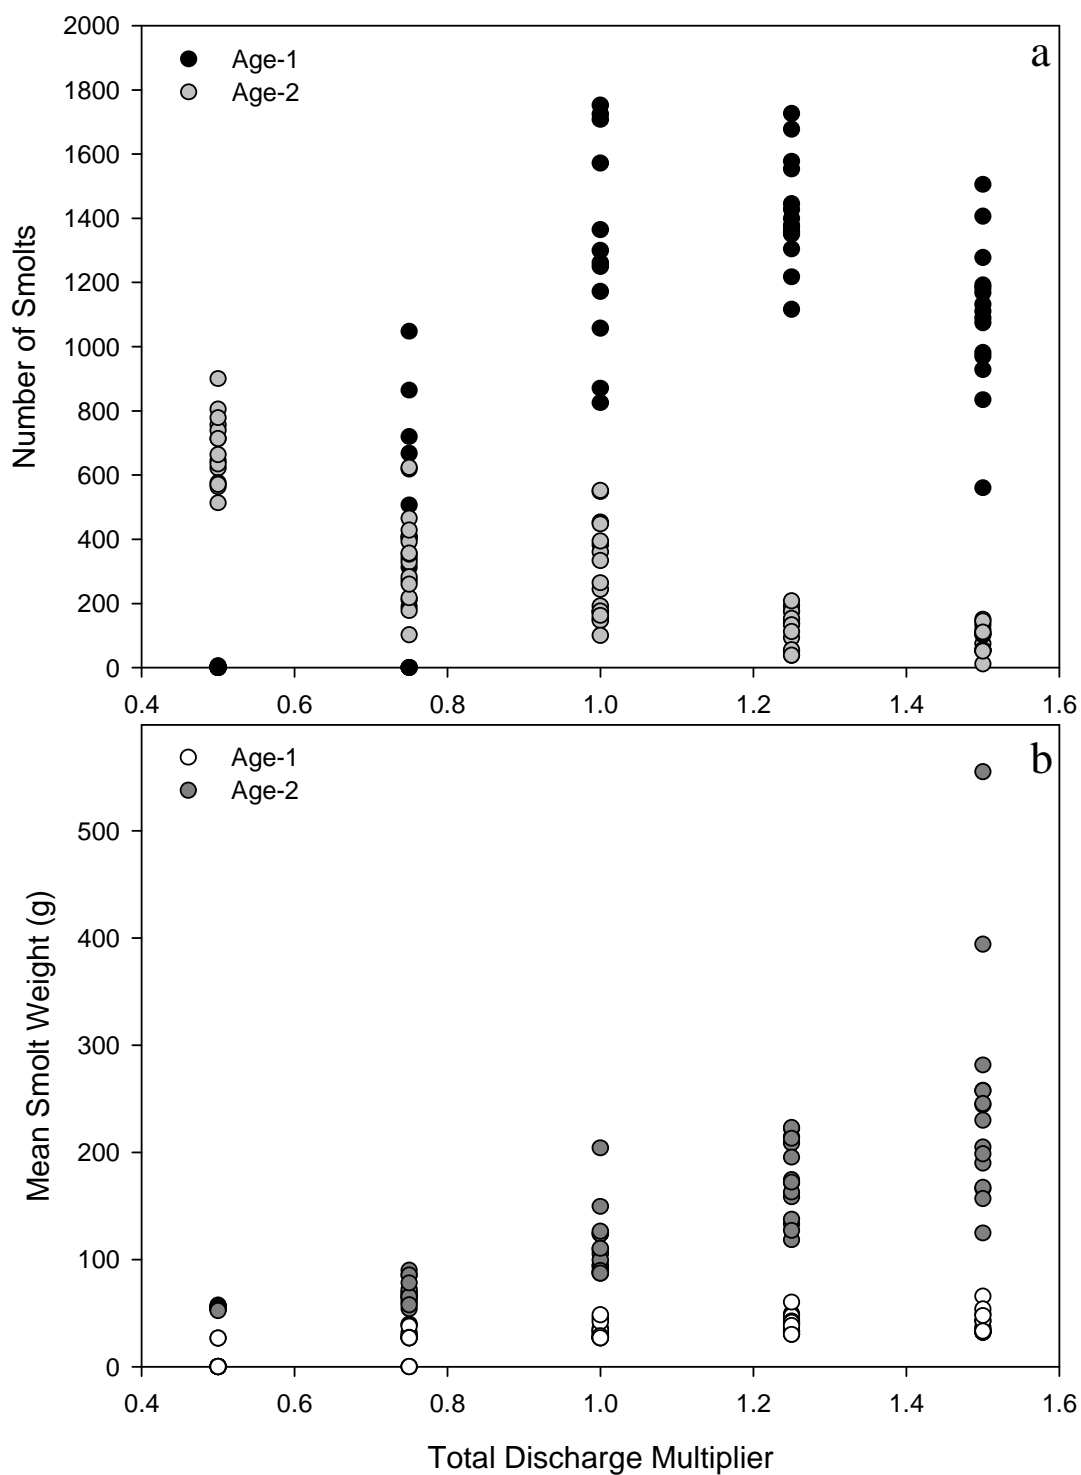 a
Age-1
Age-2
Number of Smolts
2000
1800
1600
1400
1200
1000
800
600
400
200
0
0.4 0.6 0.8 1.0 1.2 1.4 1.6
b
Age-1
Age-2
Mean Smolt Weight (g)
500
400
300
200
100
0
0.4 0.6 0.8 1.0 1.2 1.4 1.6
Total Discharge Multiplier